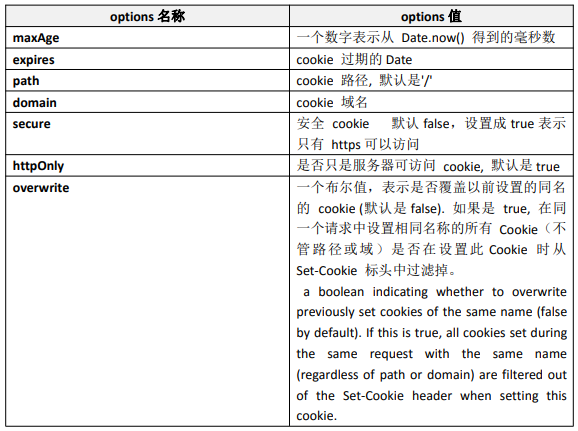 options 名称 options 值
maxAge 一个数字表示从 Date.now() 得到的毫秒数
expires cookie 过期的 Date
path cookie 路径, 默认是'/'
domain cookie 域名
secure 安全 cookie 默认 false，设置成 true 表示
只有 https 可以访问
httpOnly 是否只是服务器可访问 cookie, 默认是 true
overwrite 一个布尔值，表示是否覆盖以前设置的同名
的 cookie (默认是 false). 如果是 true, 在同
一个请求中设置相同名称的所有 Cookie（不
管路径或域）是否在设置此 Cookie 时从
Set-Cookie 标头中过滤掉。
a boolean indicating whether to overwrite
previously set cookies of the same name (false
by default). If this is true, all cookies set during
the same request with the same name
(regardless of path or domain) are filtered out
of the Set-Cookie header when setting this
cookie.